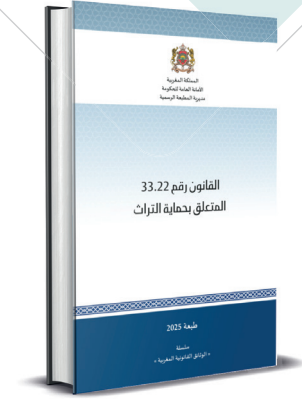 المملكة المغربية
الأمانة العامة للحكومة
مديرية المطبعة الرسمية
القانون رقم 33.22
المتعلق بحماية التراث
طبعة 2025
سلسلة
« الوثائق القانونية المغربية »